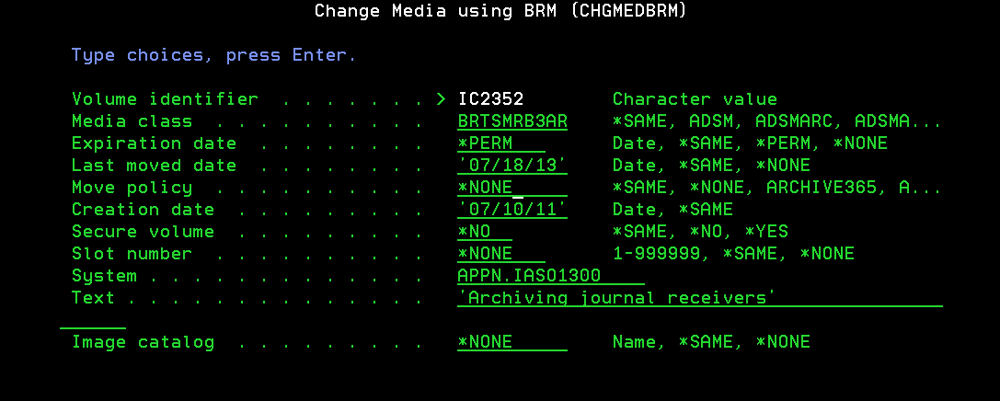 Change Media using BRM (CHGMEDBRM)
Type choices, press Enter.
Volume identifier . . . . . . . > IC2352 Character value
Media class . . . . . . . . . . BRTSMRB3AR *SAME, ADSM, ADSMARC, ADSMA...
Expiration date . . . . . . . . *PERM Date, *SAME, *PERM, *NONE
Last moved date . . . . . . . . '07/18/13' Date, *SAME, *NONE
Move policy . . . . . . . . . . *NONE *SAME, *NONE, ARCHIVE365, A...
Creation date . . . . . . . . . '07/10/11' Date, *SAME
Secure volume . . . . . . . . . *NO *SAME, *NO, *YES
Slot number . . . . . . . . . . *NONE 1-999999, *SAME, *NONE
System . . . . . . . . . . . . . APPN.IASO1300
Text . . . . . . . . . . . . . . 'Archiving journal receivers'
Image catalog . . . . . . . . . *NONE Name, *SAME, *NONE